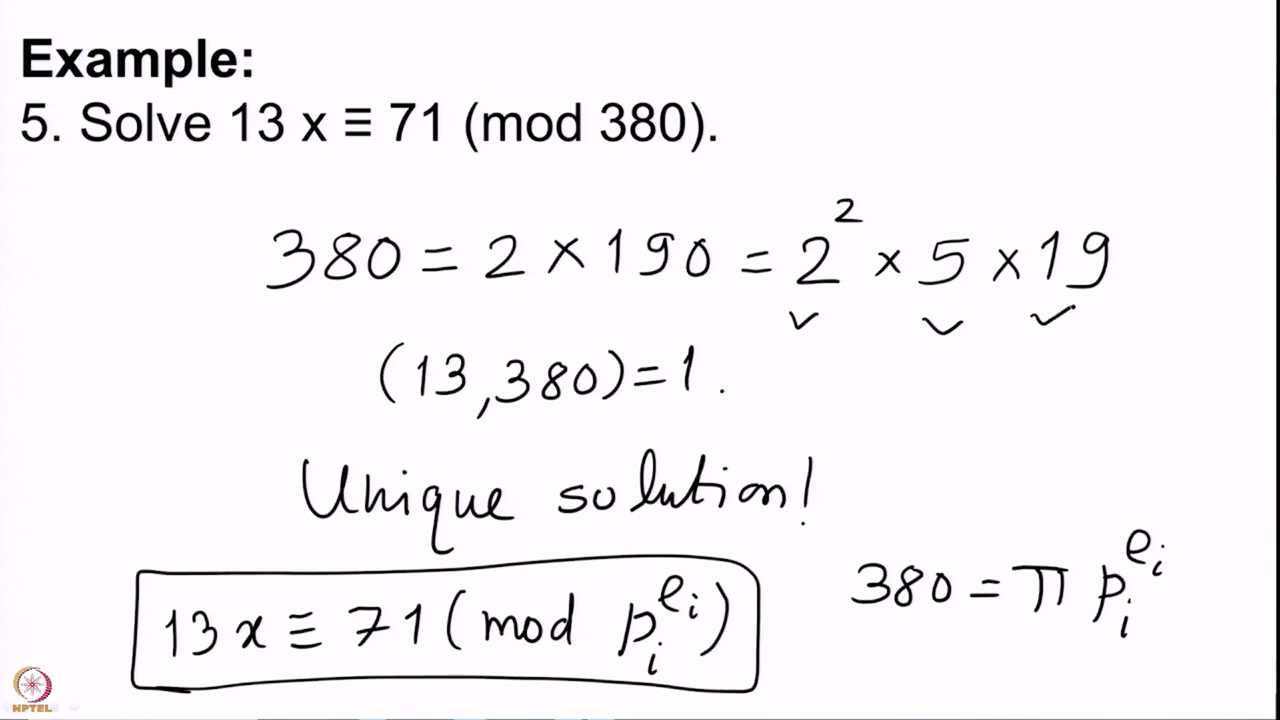 Example:
5. Solve 13 x ≡ 71 (mod 380).
380 = 2 × 190 = 2² × 5 × 19
(13, 380) = 1.
Unique solution!
13x ≡ 71 (mod pᵢ^eᵢ)
380 = π pᵢ^eᵢ
NPTEL